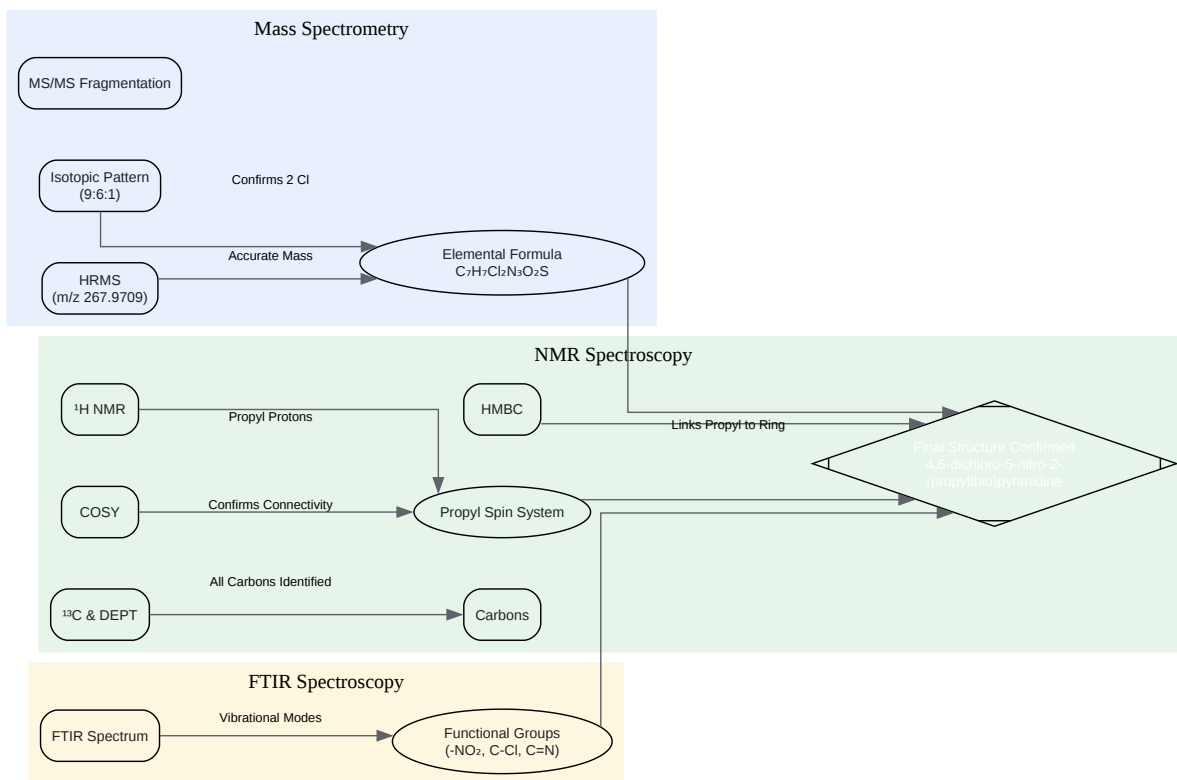 Mass Spectrometry
MS/MS Fragmentation
Isotopic Pattern
(9:6:1)
Confirms 2 Cl
Accurate Mass
HRMS
(m/z 267.9709)
Elemental Formula
C₇H₇Cl₂N₃O₂S
NMR Spectroscopy
¹H NMR
Propyl Protons
HMBC
Links Propyl to Ring
Final Structure Confirmed
4,6-dichloro-5-nitro-2-
(propylthio)pyrimidine
COSY
Confirms Connectivity
Propyl Spin System
All Carbons Identified
¹³C & DEPT
Carbons
FTIR Spectroscopy
FTIR Spectrum
Vibrational Modes
Functional Groups
(-NO₂, C-Cl, C=N)